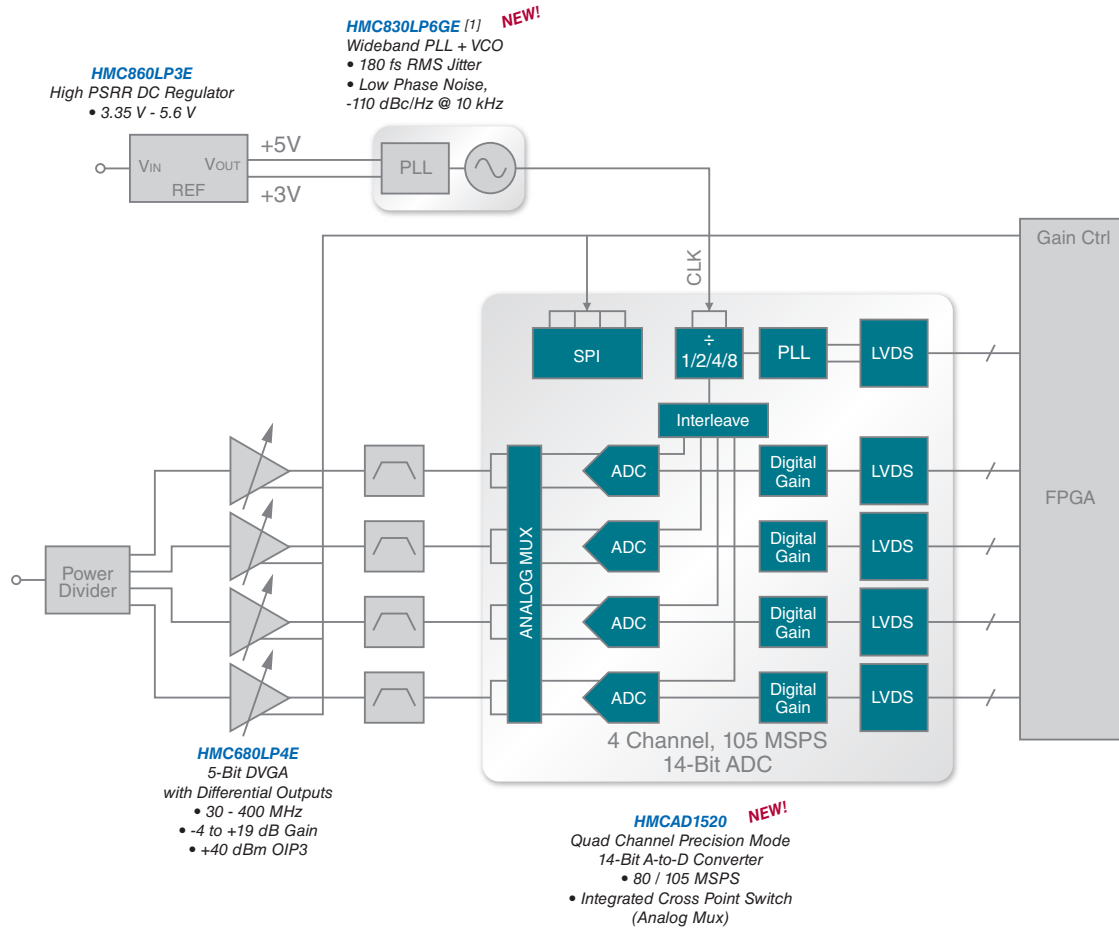 HMC860LP3E
High PSRR DC Regulator
• 3.35 V - 5.6 V
HMC830LP6GE [1]
NEW!
Wideband PLL + VCO
• 180 fs RMS Jitter
• Low Phase Noise,
-110 dBc/Hz @ 10 kHz
VIN
VOUT
REF
+5V
+3V
PLL
CLK
Gain Ctrl
FPGA
SPI
÷
1/2/4/8
PLL
LVDS
Interleave
Power
Divider
ANALOG MUX
ADC
Digital
Gain
LVDS
ADC
Digital
Gain
LVDS
ADC
Digital
Gain
LVDS
ADC
Digital
Gain
LVDS
4 Channel, 105 MSPS
14-Bit ADC
HMC680LP4E
5-Bit DVGA
with Differential Outputs
• 30 - 400 MHz
• -4 to +19 dB Gain
• +40 dBm OIP3
HMCAD1520
NEW!
Quad Channel Precision Mode
14-Bit A-to-D Converter
• 80 / 105 MSPS
• Integrated Cross Point Switch
(Analog Mux)